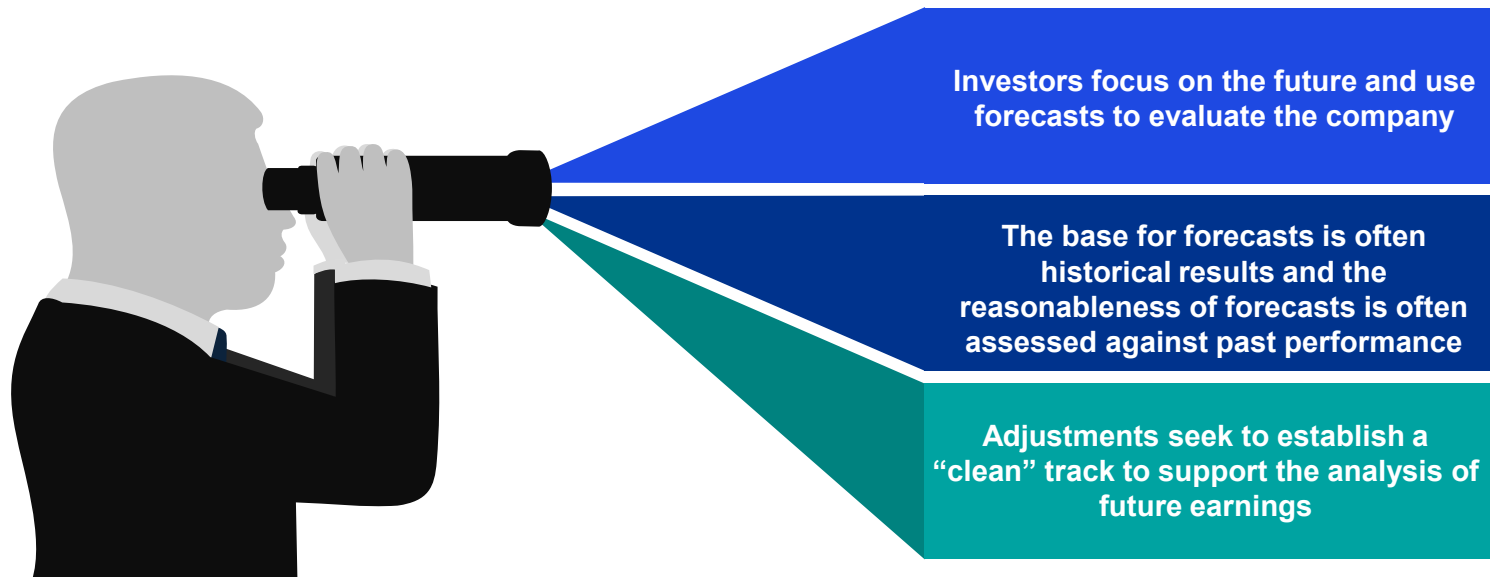 Investors focus on the future and use
forecasts to evaluate the company
The base for forecasts is often
historical results and the
reasonableness of forecasts is often
assessed against past performance
Adjustments seek to establish a
“clean” track to support the analysis of
future earnings